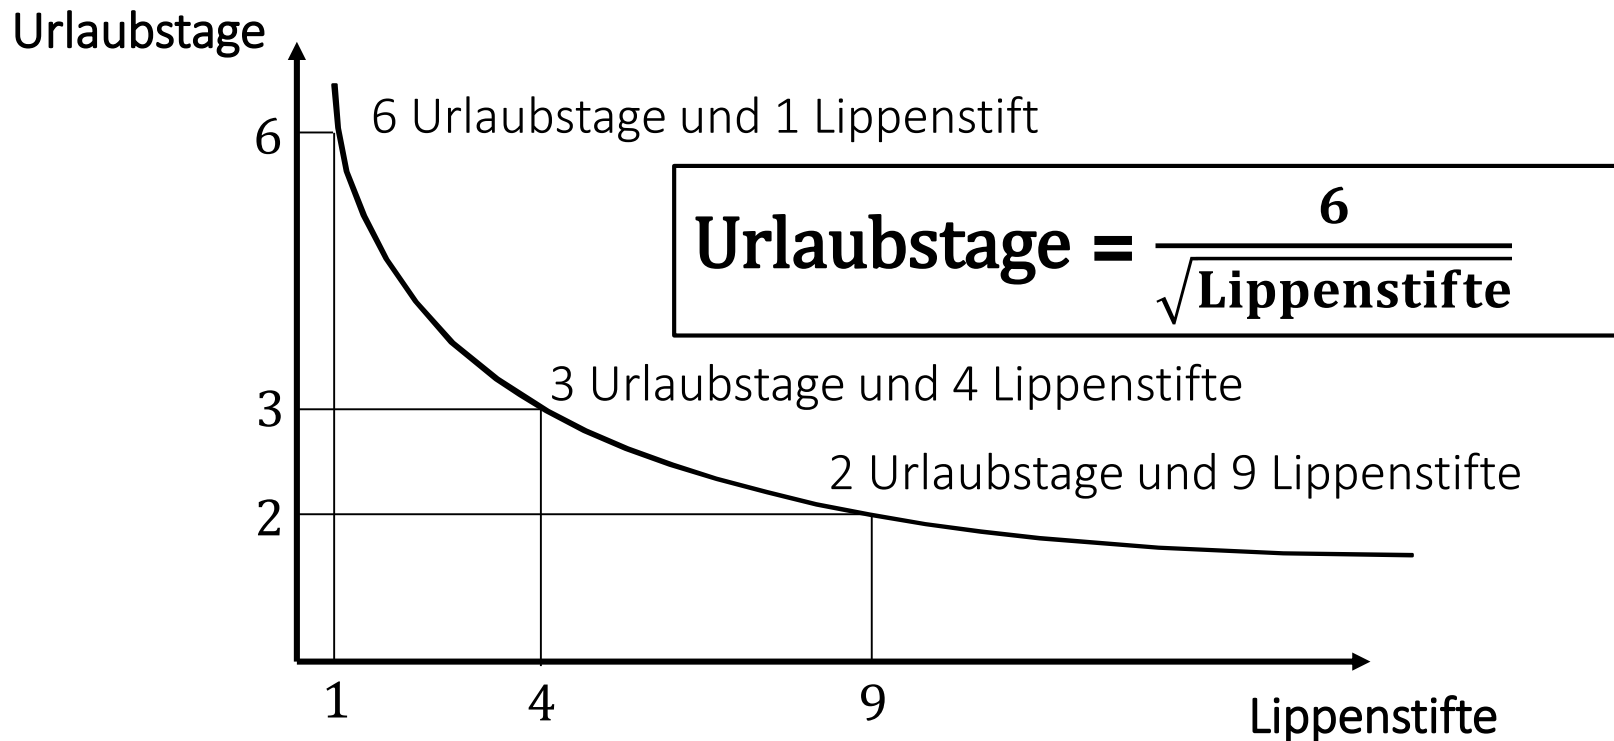 Urlaubstage
6
6 Urlaubstage und 1 Lippenstift
Urlaubstage = 6 / √Lippenstifte
3 Urlaubstage und 4 Lippenstifte
3
2 Urlaubstage und 9 Lippenstifte
2
1 4 9
Lippenstifte